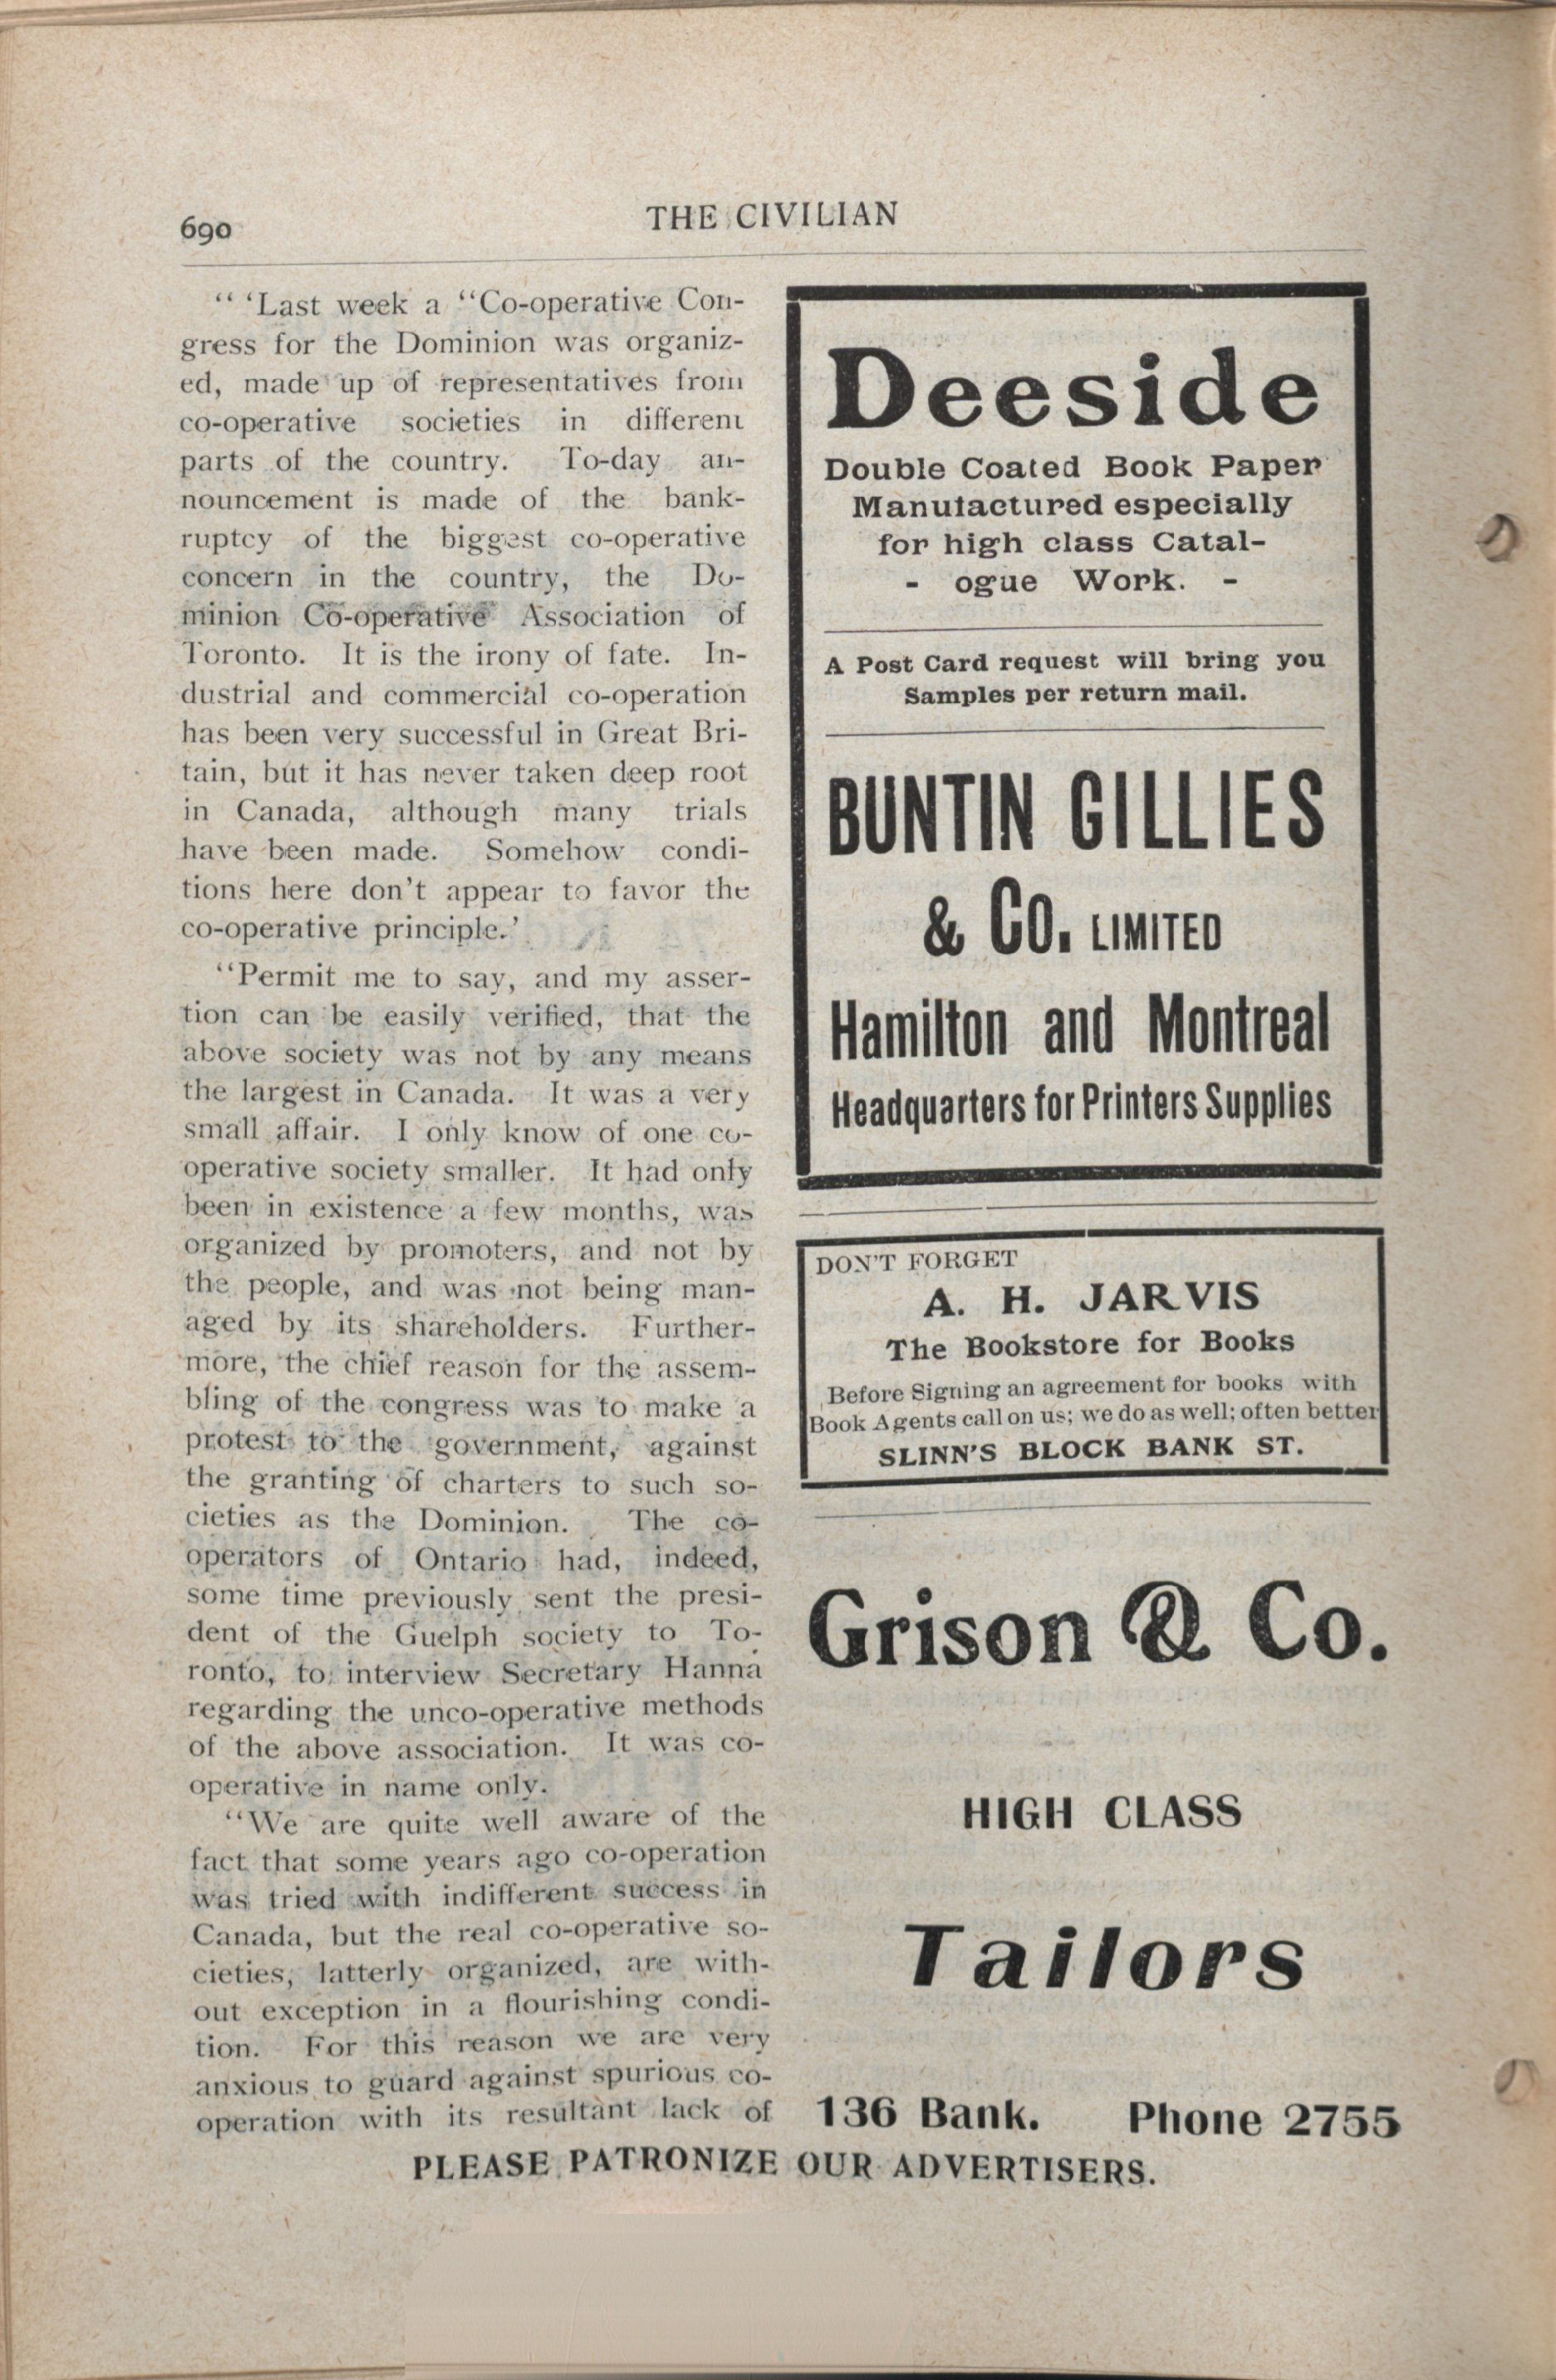 690
THE CIVILIAN
" 'Last week a "Co-operative Con-
gress for the Dominion was organiz-
ed, made up of representatives from
co-operative societies in different
parts of the country. To-day an-
nouncement is made of the bank-
ruptcy of the biggest co-operative
concern in the country, the Do-
minion Co-operative Association of
Toronto. It is the irony of fate. In-
dustrial and commercial co-operation
has been very successful in Great Bri-
tain, but it has never taken deep root
in Canada, although many trials
have been made. Somehow condi-
tions here don't appear to favor the
co-operative principle.'
"Permit me to say, and my asser-
tion can be easily verified, that the
above society was not by any means
the largest in Canada. It was a very
small affair. I only know of one co-
operative society smaller. It had only
been in existence a few months, was
organized by promoters, and not by
the people, and was not being man-
aged by its shareholders. Further-
more, the chief reason for the assem-
bling of the congress was to make a
protest to the government, against
the granting of charters to such so-
cieties as the Dominion. The co-
operators of Ontario had, indeed,
some time previously sent the presi-
dent of the Guelph society to To-
ronto, to interview Secretary Hanna
regarding the unco-operative methods
of the above association. It was co-
operative in name only.
"We are quite well aware of the
fact that some years ago co-operation
was tried with indifferent success in
Canada, but the real co-operative so-
cieties, latterly organized, are with-
out exception in a flourishing condi-
tion. For this reason we are very
anxious to guard against spurious co-
operation with its resultant lack of
Deeside
Double Coated Book Paper
Manufactured especially
for high class Catal-
- ogue Work. -
A Post Card request will bring you
Samples per return mail.
BUNTIN GILLIES
& CO. LIMITED
Hamilton and Montreal
Headquarters for Printers Supplies
DON'T FORGET
A. H. JARVIS
The Bookstore for Books
Before Signing an agreement for books with
Book Agents call on us; we do as well; often better
SLINN'S BLOCK BANK ST.
Grison & Co.
HIGH CLASS
Tailors
136 Bank. Phone 2755
PLEASE PATRONIZE OUR ADVERTISERS.